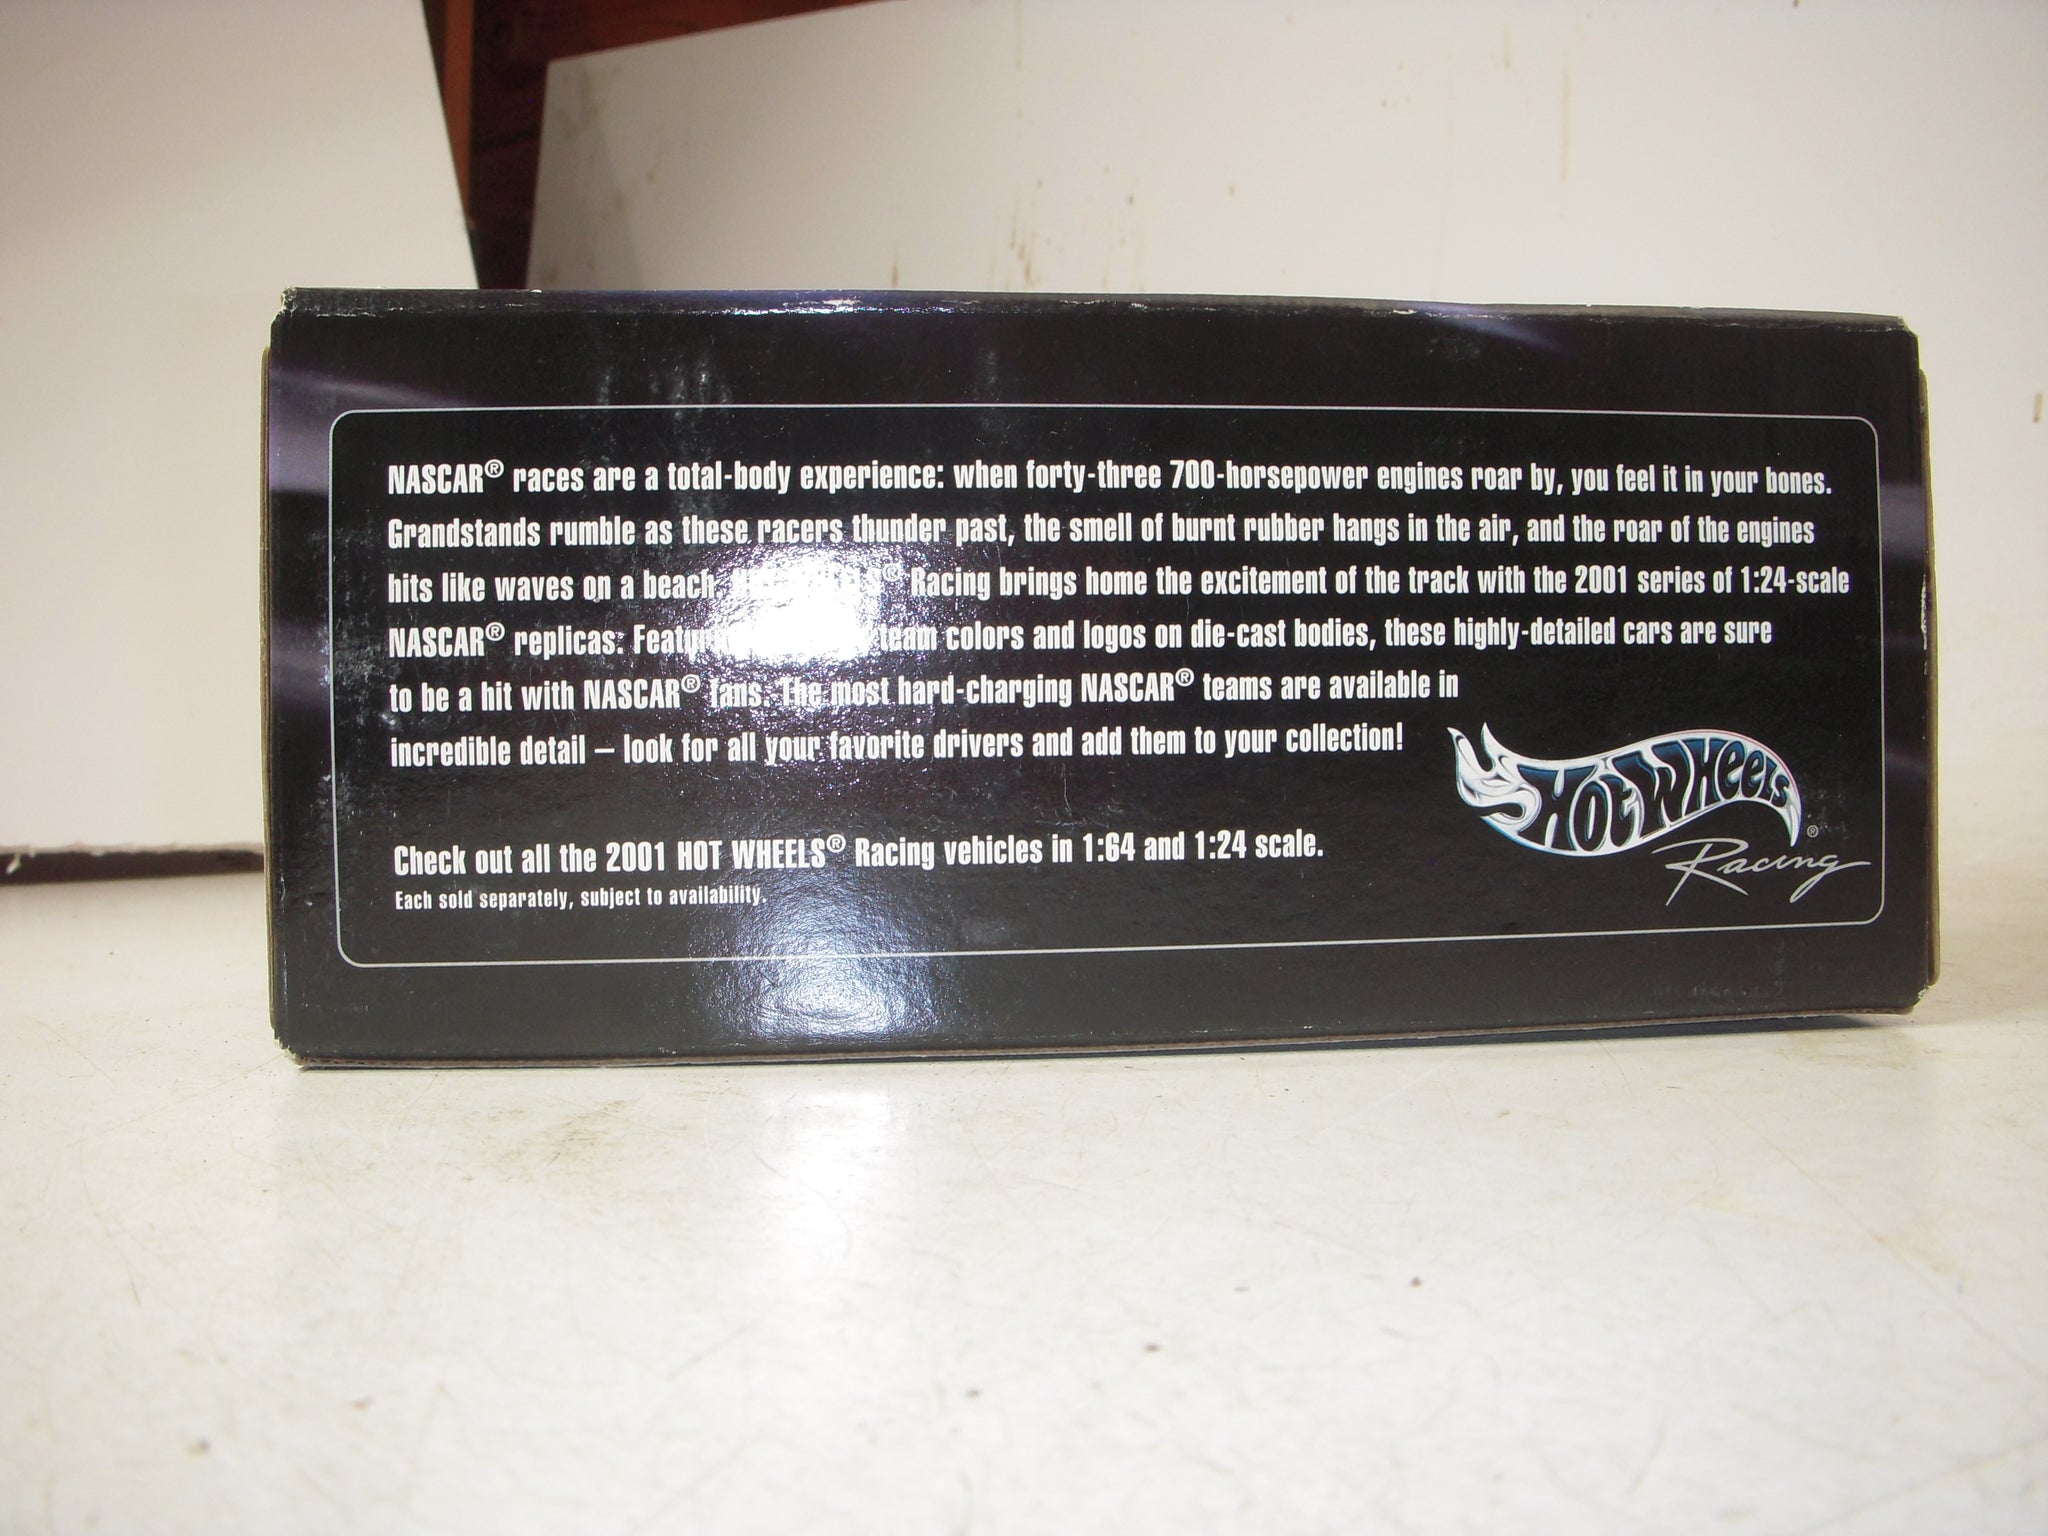 NASCAR® races are a total-body experience: when forty-three 700-horsepower engines roar by, you feel it in your bones.
Grandstands rumble as these racers thunder past, the smell of burnt rubber hangs in the air, and the roar of the engines
hits like waves on a beach ® Racing brings home the excitement of the track with the 2001 series of 1:24-scale
NASCAR® replicas. team colors and logos on die-cast bodies, these highly-detailed cars are sure
to be a hit with NASCAR® fans. The most hard-charging NASCAR® teams are available in
incredible detail – look for all your favorite drivers and add them to your collection!
HOT WHEELS®
Racing
Check out all the 2001 HOT WHEELS® Racing vehicles in 1:64 and 1:24 scale.
Each sold separately, subject to availability.